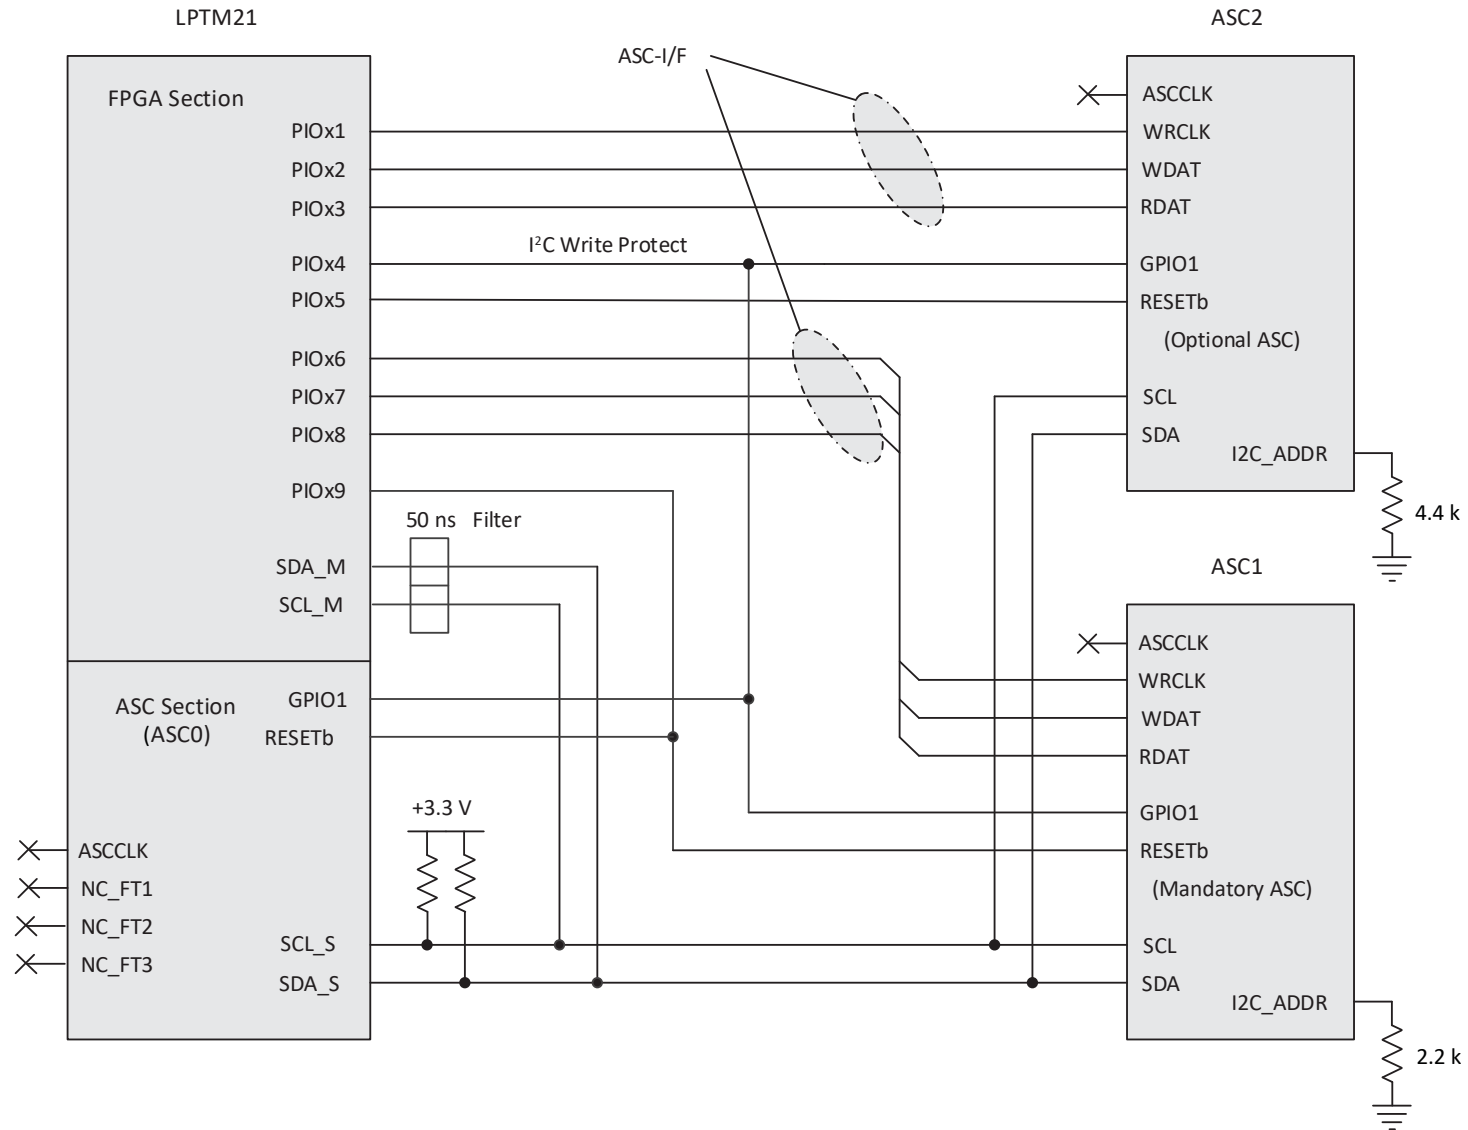 LPTM21
FPGA Section
PIOx1
PIOx2
PIOx3
PIOx4
PIOx5
PIOx6
PIOx7
PIOx8
PIOx9
SDA_M
SCL_M
ASC Section
(ASC0)
GPIO1
RESETb
ASCCLK
NC_FT1
NC_FT2
NC_FT3
SCL_S
SDA_S
ASC-I/F
I²C Write Protect
50 ns Filter
+3.3 V
ASC2
ASCCLK
WRCLK
WDAT
RDAT
GPIO1
RESETb
(Optional ASC)
SCL
SDA
I2C_ADDR
4.4 k
ASC1
ASCCLK
WRCLK
WDAT
RDAT
GPIO1
RESETb
(Mandatory ASC)
SCL
SDA
I2C_ADDR
2.2 k